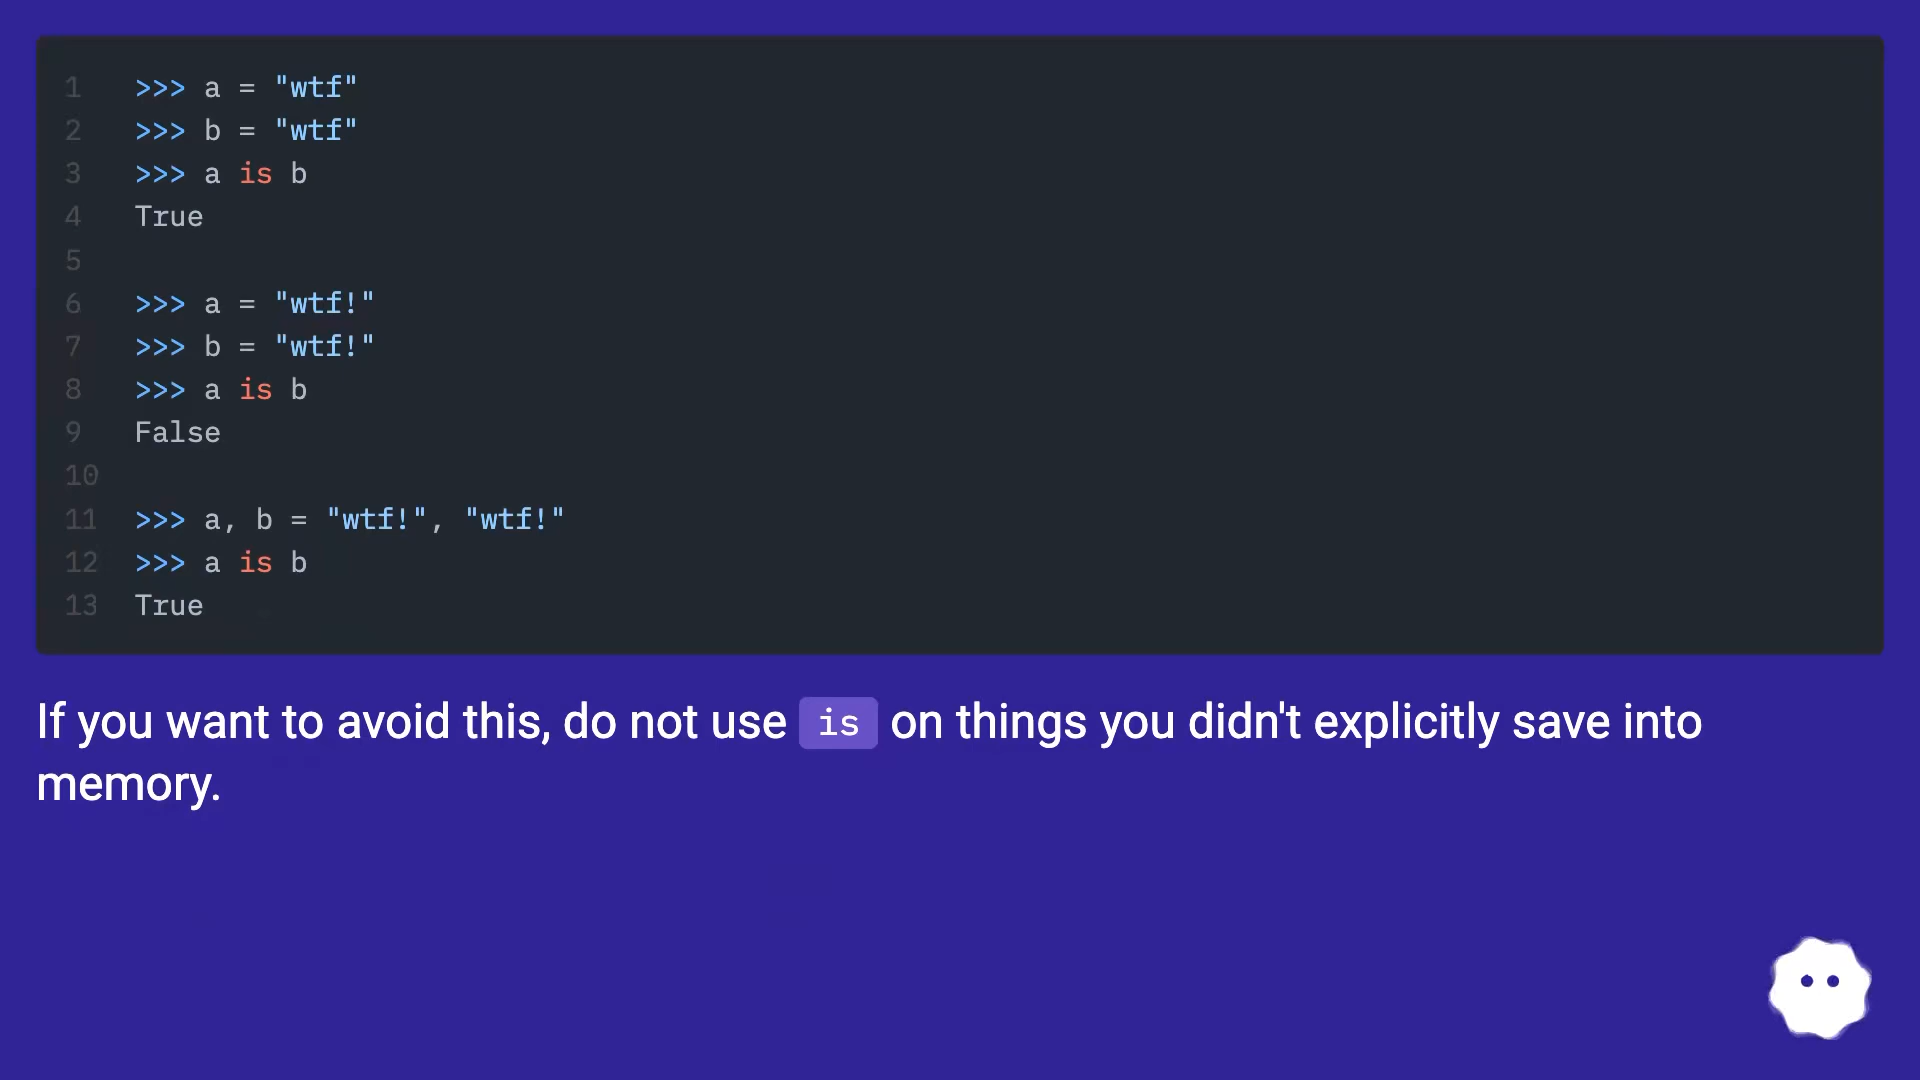 1 >>> a = "wtf"
2 >>> b = "wtf"
3 >>> a is b
4 True
5
6 >>> a = "wtf!"
7 >>> b = "wtf!"
8 >>> a is b
9 False
10
11 >>> a, b = "wtf!", "wtf!"
12 >>> a is b
13 True
If you want to avoid this, do not use is on things you didn't explicitly save into
memory.